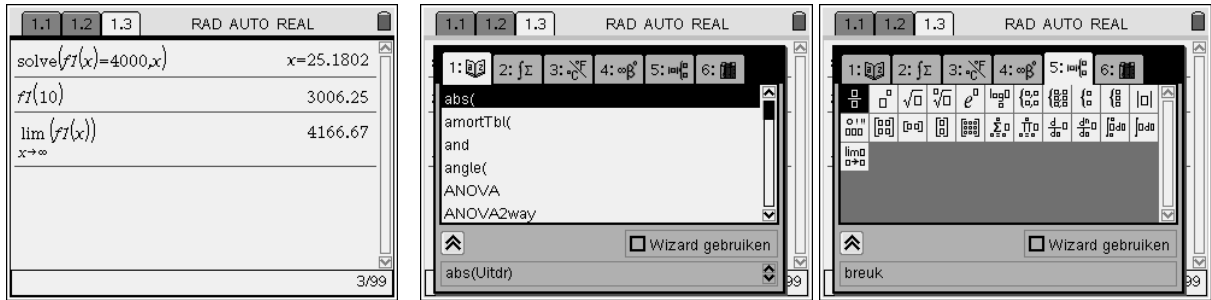 1.1 1.2 1.3 RAD AUTO REAL
solve(f1(x)=4000,x) x=25.1802
f1(10) 3006.25
lim (f1(x)) 4166.67
x→∞
3/99
1.1 1.2 1.3 RAD AUTO REAL
1: 2: ∫Σ 3: °C°F 4: ∞β° 5: 6:
abs(
amortTbl(
and
angle(
ANOVA
ANOVA2way
Wizard gebruiken
abs(Uitdr)
99
1.1 1.2 1.3 RAD AUTO REAL
1: 2: ∫Σ 3: °C°F 4: ∞β° 5: 6:
Wizard gebruiken
breuk
99